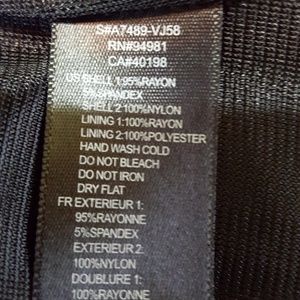 S#A7489-VJ58
RN#94981
CA#40198
US SHELL 1:95%RAYON
5%SPANDEX
SHELL 2:100%NYLON
LINING 1:100%RAYON
LINING 2:100%POLYESTER
HAND WASH COLD
DO NOT BLEACH
DO NOT IRON
DRY FLAT
FR EXTERIEUR 1:
95%RAYONNE
5%SPANDEX
EXTERIEUR 2:
100%NYLON
DOUBLURE 1:
100%RAYONNE